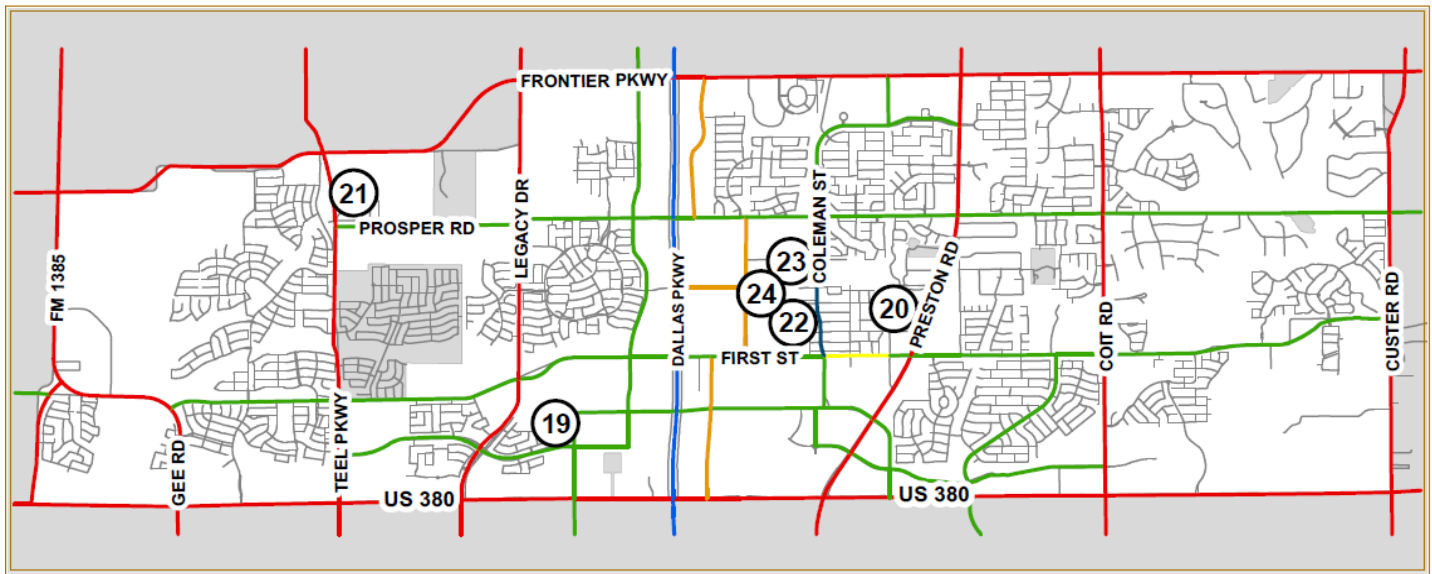 FRONTIER PKWY
21
PROSPER RD
LEGACY DR
COLEMAN ST
23
FM 1385
DALLAS PKWY
24
20
PRESTON RD
22
CUSTER RD
COIT RD
FIRST ST
19
TEEL PKWY
GEE RD
US 380
US 380